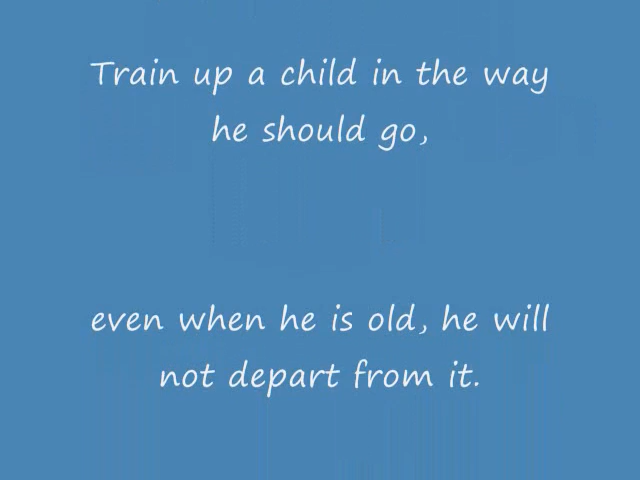 Train up a child in the way
he should go,
even when he is old, he will
not depart from it.